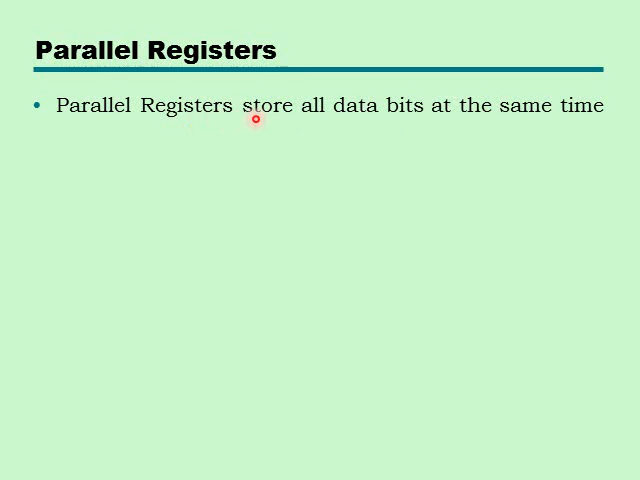 Parallel Registers
• Parallel Registers store all data bits at the same time